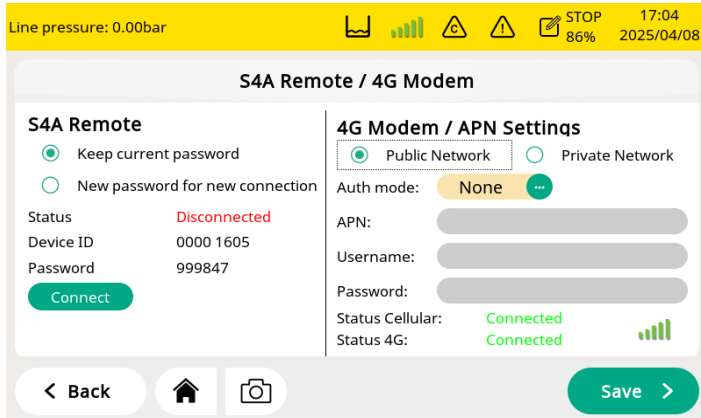 Line pressure: 0.00bar
C
!
STOP
86%
17:04
2025/04/08
S4A Remote / 4G Modem
S4A Remote
Keep current password
New password for new connection
Status Disconnected
Device ID 0000 1605
Password 999847
Connect
4G Modem / APN Settings
Public Network Private Network
Auth mode: None ...
APN:
Username:
Password:
Status Cellular: Connected
Status 4G: Connected
Back
Save